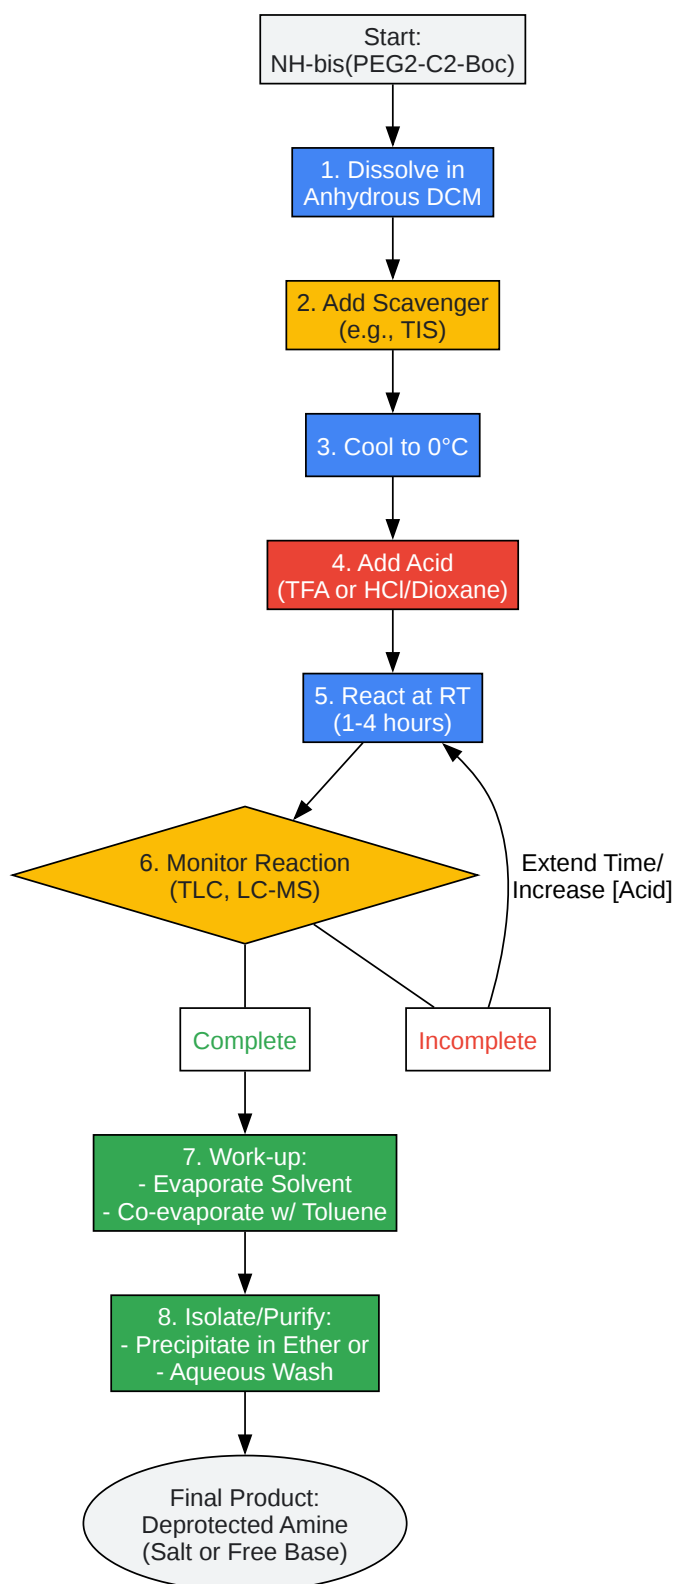 Start:
NH-bis(PEG2-C2-Boc)
1. Dissolve in
Anhydrous DCM
2. Add Scavenger
(e.g., TIS)
3. Cool to 0°C
4. Add Acid
(TFA or HCl/Dioxane)
5. React at RT
(1-4 hours)
6. Monitor Reaction
(TLC, LC-MS)
Extend Time/
Increase [Acid]
Complete
Incomplete
7. Work-up:
- Evaporate Solvent
- Co-evaporate w/ Toluene
8. Isolate/Purify:
- Precipitate in Ether or
- Aqueous Wash
Final Product:
Deprotected Amine
(Salt or Free Base)